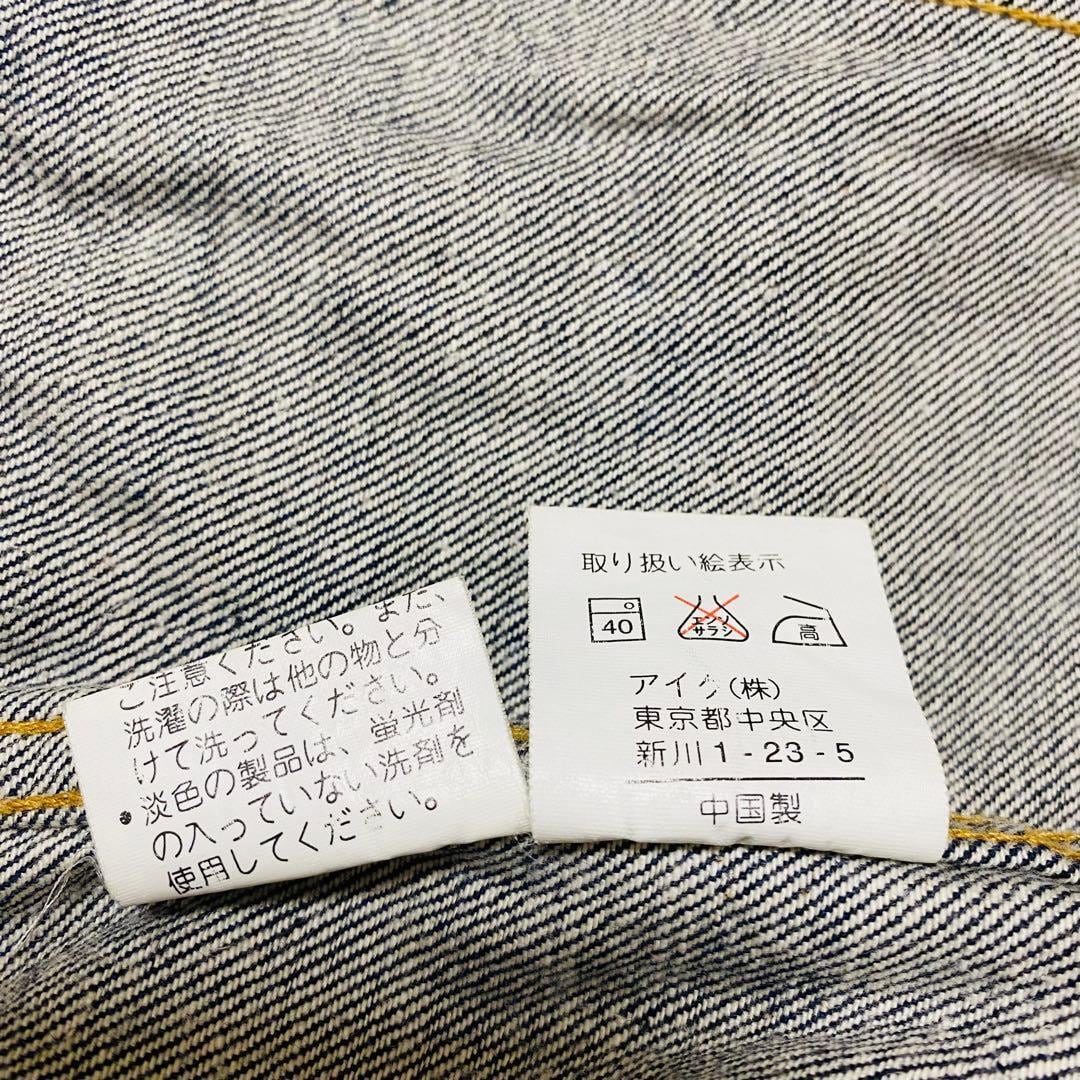 ご注意ください。また、
洗濯の際は他の物と分
けて洗ってください。
• 淡色の製品は、蛍光剤
の入っていない洗剤を
使用してください。
取り扱い絵表示
40
エンソ
サラシ
高
アイク(株)
東京都中央区
新川1-23-5
中国製